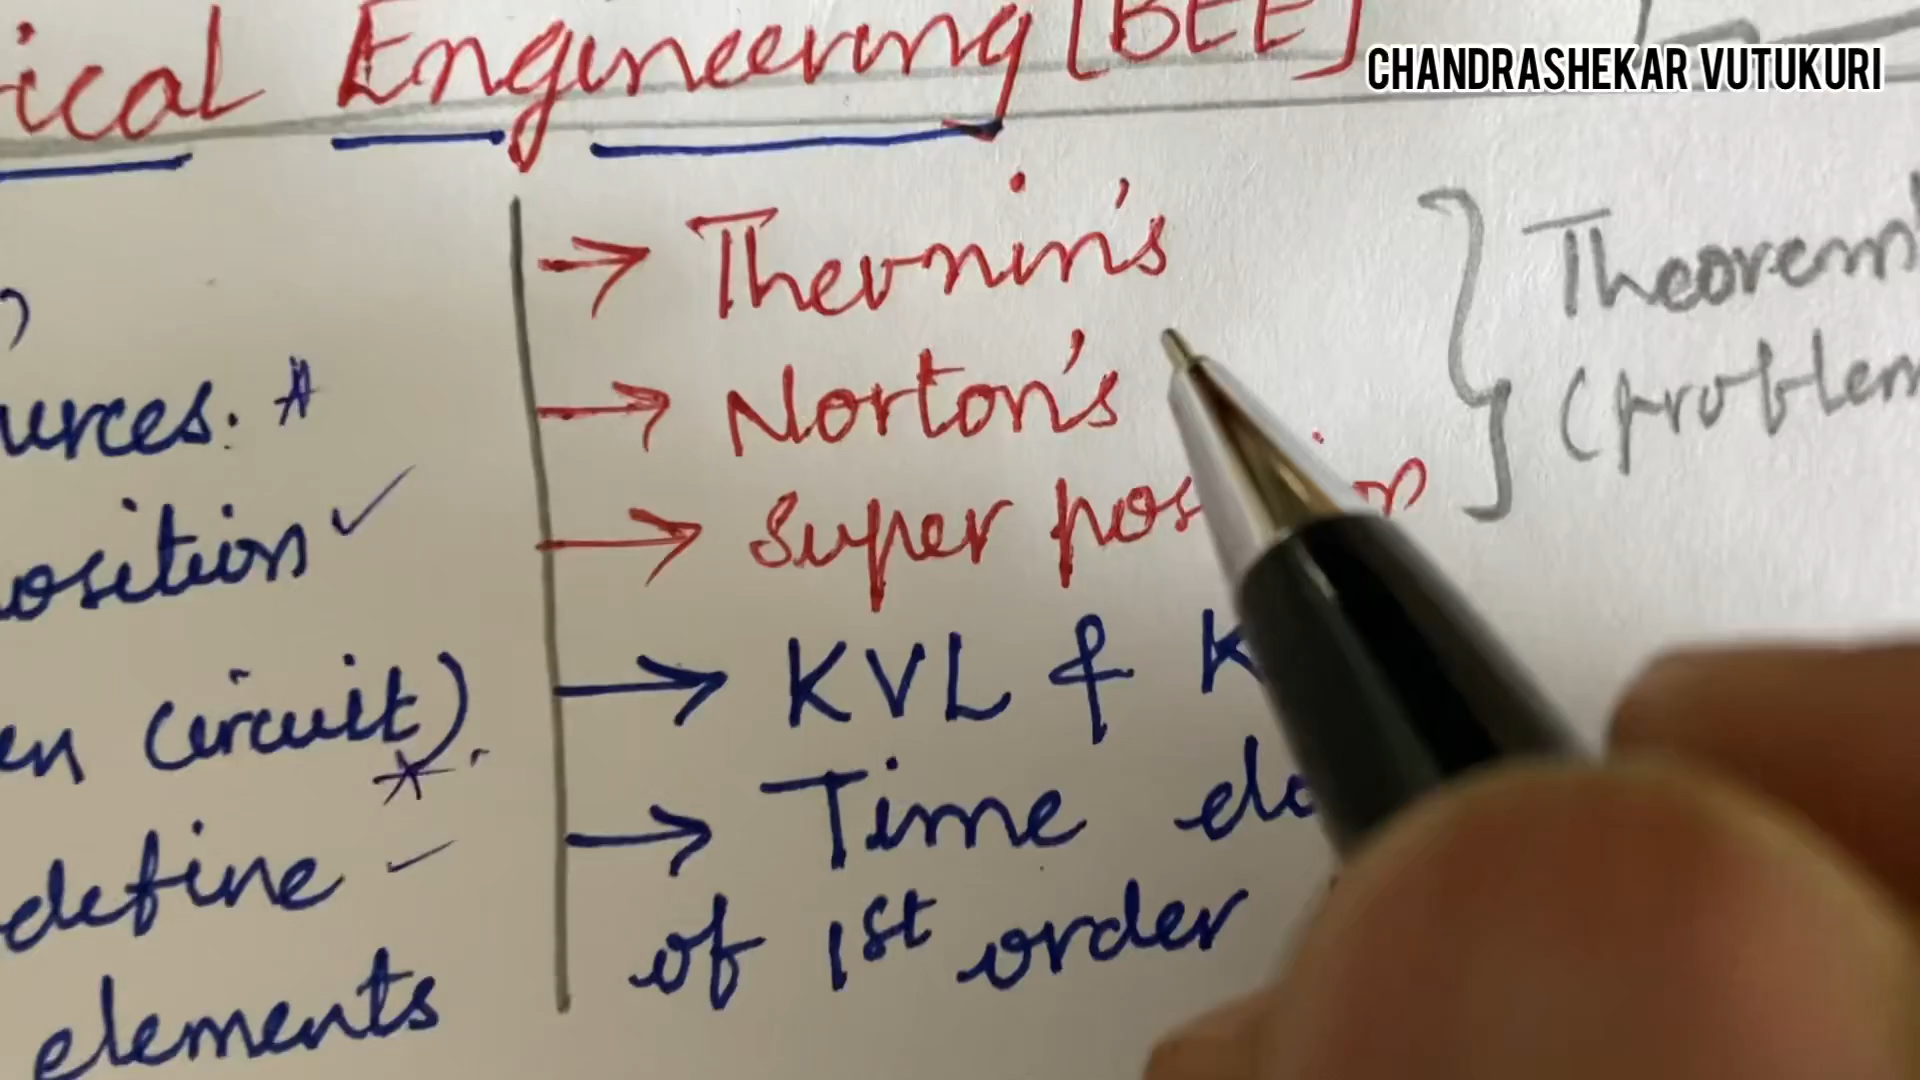 ical Engineering [BEE]
CHANDRASHEKAR VUTUKURI
urces.
osition
en Circuit)
define
elements
→ Thevnin's
→ Norton's
→ Super pos
→ KVL & K
→ Time do
of 1st order
Theorem
(problem